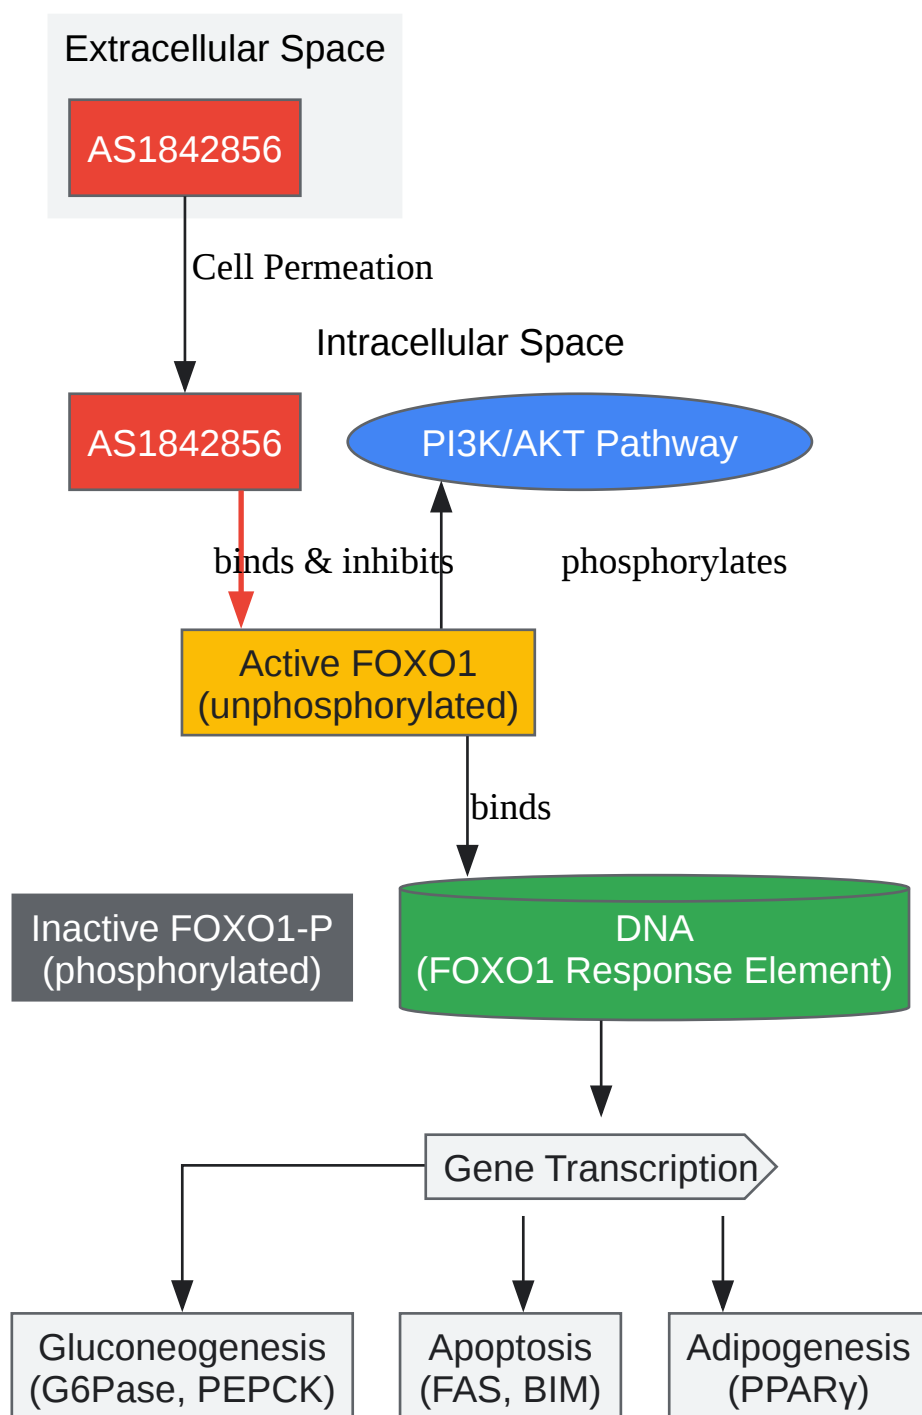 Extracellular Space
AS1842856
Cell Permeation
Intracellular Space
AS1842856
PI3K/AKT Pathway
binds & inhibits
phosphorylates
Active FOXO1
(unphosphorylated)
binds
Inactive FOXO1-P
(phosphorylated)
DNA
(FOXO1 Response Element)
Gene Transcription
Gluconeogenesis
(G6Pase, PEPCK)
Apoptosis
(FAS, BIM)
Adipogenesis
(PPARγ)